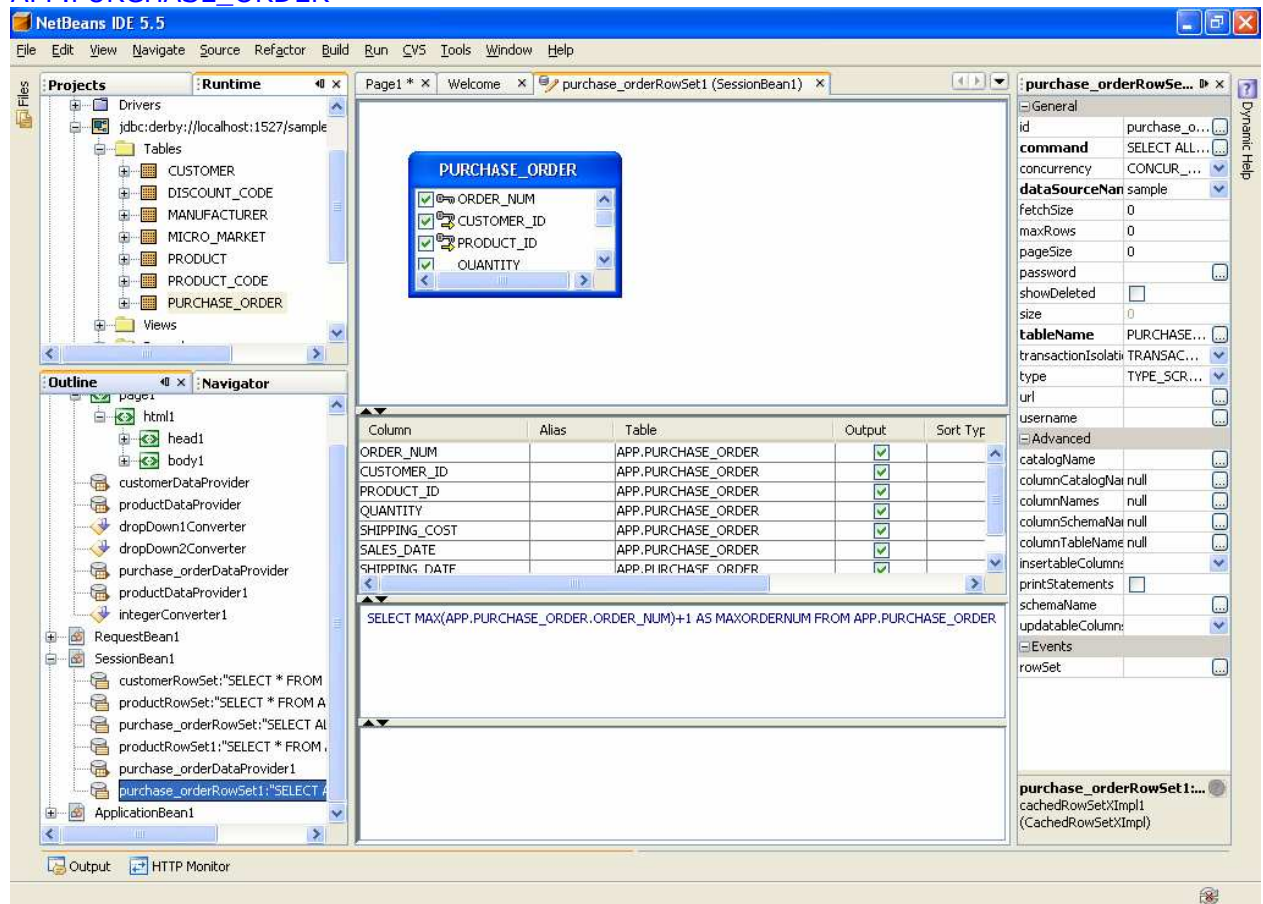 APP.PURCHASE_ORDER
NetBeans IDE 5.5
File Edit View Navigate Source Refactor Build Run CVS Tools Window Help
Files
Projects
Runtime
Drivers
jdbc:derby://localhost:1527/sample
Tables
CUSTOMER
DISCOUNT_CODE
MANUFACTURER
MICRO_MARKET
PRODUCT
PRODUCT_CODE
PURCHASE_ORDER
Views
Outline
Navigator
page1
html1
head1
body1
customerDataProvider
productDataProvider
dropDown1Converter
dropDown2Converter
purchase_orderDataProvider
productDataProvider1
integerConverter1
RequestBean1
SessionBean1
customerRowSet:"SELECT * FROM
productRowSet:"SELECT * FROM A
purchase_orderRowSet:"SELECT AL
productRowSet1:"SELECT * FROM
purchase_orderDataProvider1
purchase_orderRowSet1:"SELECT A
ApplicationBean1
Page1 * Welcome purchase_orderRowSet1 (SessionBean1)
PURCHASE_ORDER
ORDER_NUM
CUSTOMER_ID
PRODUCT_ID
QUANTITY
Column Alias Table Output Sort Typ
ORDER_NUM APP.PURCHASE_ORDER
CUSTOMER_ID APP.PURCHASE_ORDER
PRODUCT_ID APP.PURCHASE_ORDER
QUANTITY APP.PURCHASE_ORDER
SHIPPING_COST APP.PURCHASE_ORDER
SALES_DATE APP.PURCHASE_ORDER
SHIPPING_DATE APP.PURCHASE_ORDER
SELECT MAX(APP.PURCHASE_ORDER.ORDER_NUM)+1 AS MAXORDERNUM FROM APP.PURCHASE_ORDER
purchase_orderRowSe...
General
id purchase_o... ...
command SELECT ALL... ...
concurrency CONCUR_...
dataSourceNan sample
fetchSize 0
maxRows 0
pageSize 0
password ...
showDeleted
size 0
tableName PURCHASE... ...
transactionIsolati TRANSAC...
type TYPE_SCR...
url ...
username ...
Advanced
catalogName ...
columnCatalogNa null ...
columnNames null ...
columnSchemaNa null ...
columnTableName null ...
insertableColumns
printStatements
schemaName ...
updatableColumns
Events
rowSet ...
purchase_orderRowSet1:...
cachedRowSetXImpl1
(CachedRowSetXImpl)
Dynamic Help
Output HTTP Monitor